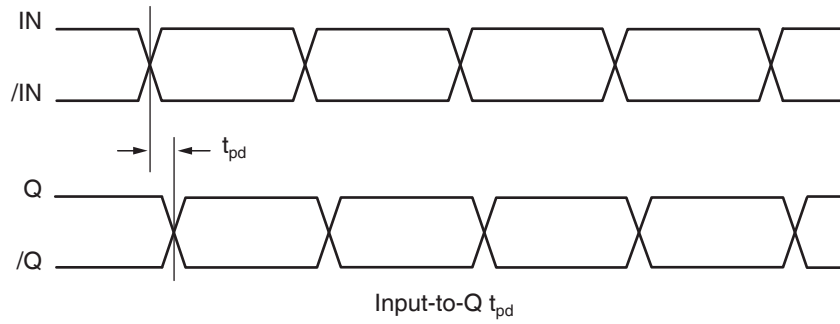 IN
/IN
tpd
Q
/Q
Input-to-Q tpd